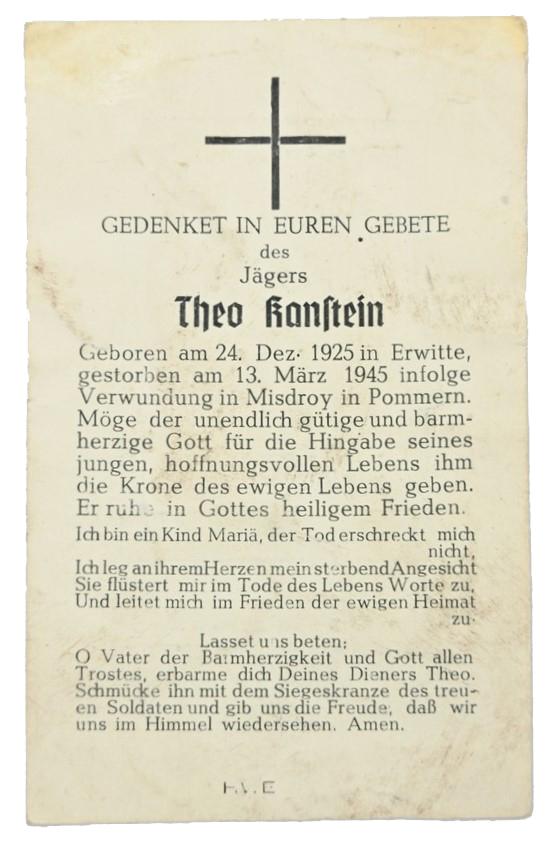 GEDENKET IN EUREN GEBETE
des
Jägers
Theo Kanstein
Geboren am 24. Dez. 1925 in Erwitte,
gestorben am 13. März 1945 infolge
Verwundung in Misdroy in Pommern.
Möge der unendlich gütige und barm-
herzige Gott für die Hingabe seines
jungen, hoffnungsvollen Lebens ihm
die Krone des ewigen Lebens geben.
Er ruhe in Gottes heiligem Frieden.
Ich bin ein Kind Mariä, der Tod erschreckt mich
nicht,
Ich leg an ihrem Herzen mein sterbend Angesicht
Sie flüstert mir im Tode des Lebens Worte zu,
Und leitet mich im Frieden der ewigen Heimat
zu.
Lasset uns beten:
O Vater der Barmherzigkeit und Gott allen
Trostes, erbarme dich Deines Dieners Theo.
Schmücke ihn mit dem Siegeskranze des treu-
en Soldaten und gib uns die Freude, daß wir
uns im Himmel wiedersehen. Amen.